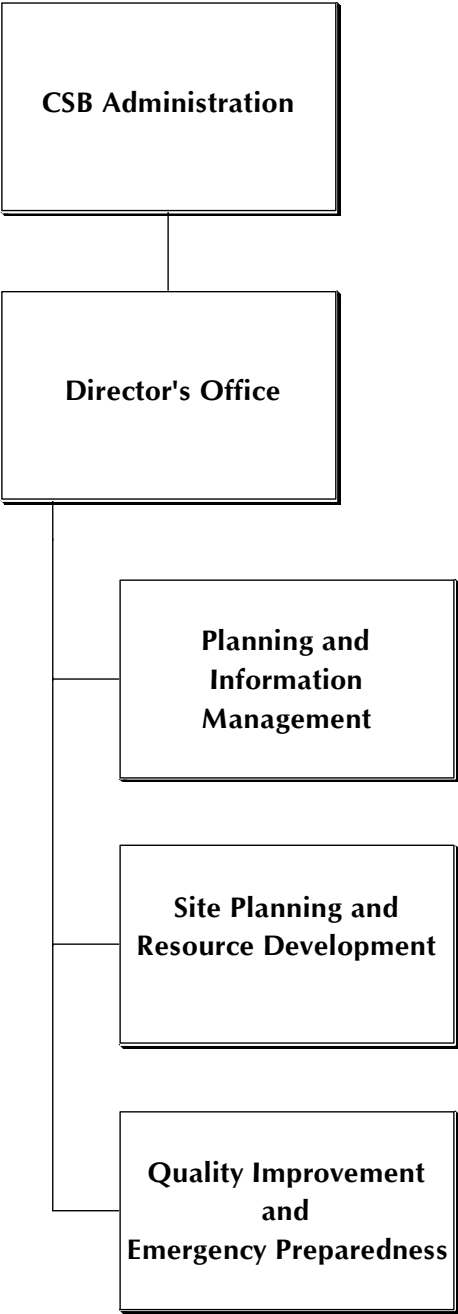 CSB Administration
Director's Office
Planning and
Information
Management
Site Planning and
Resource Development
Quality Improvement
and
Emergency Preparedness